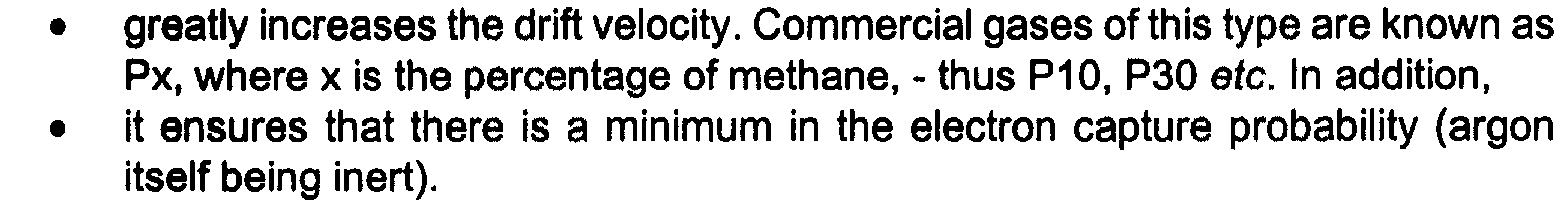 • greatly increases the drift velocity. Commercial gases of this type are known as
Px, where x is the percentage of methane, - thus P10, P30 etc. In addition,
• it ensures that there is a minimum in the electron capture probability (argon
itself being inert).